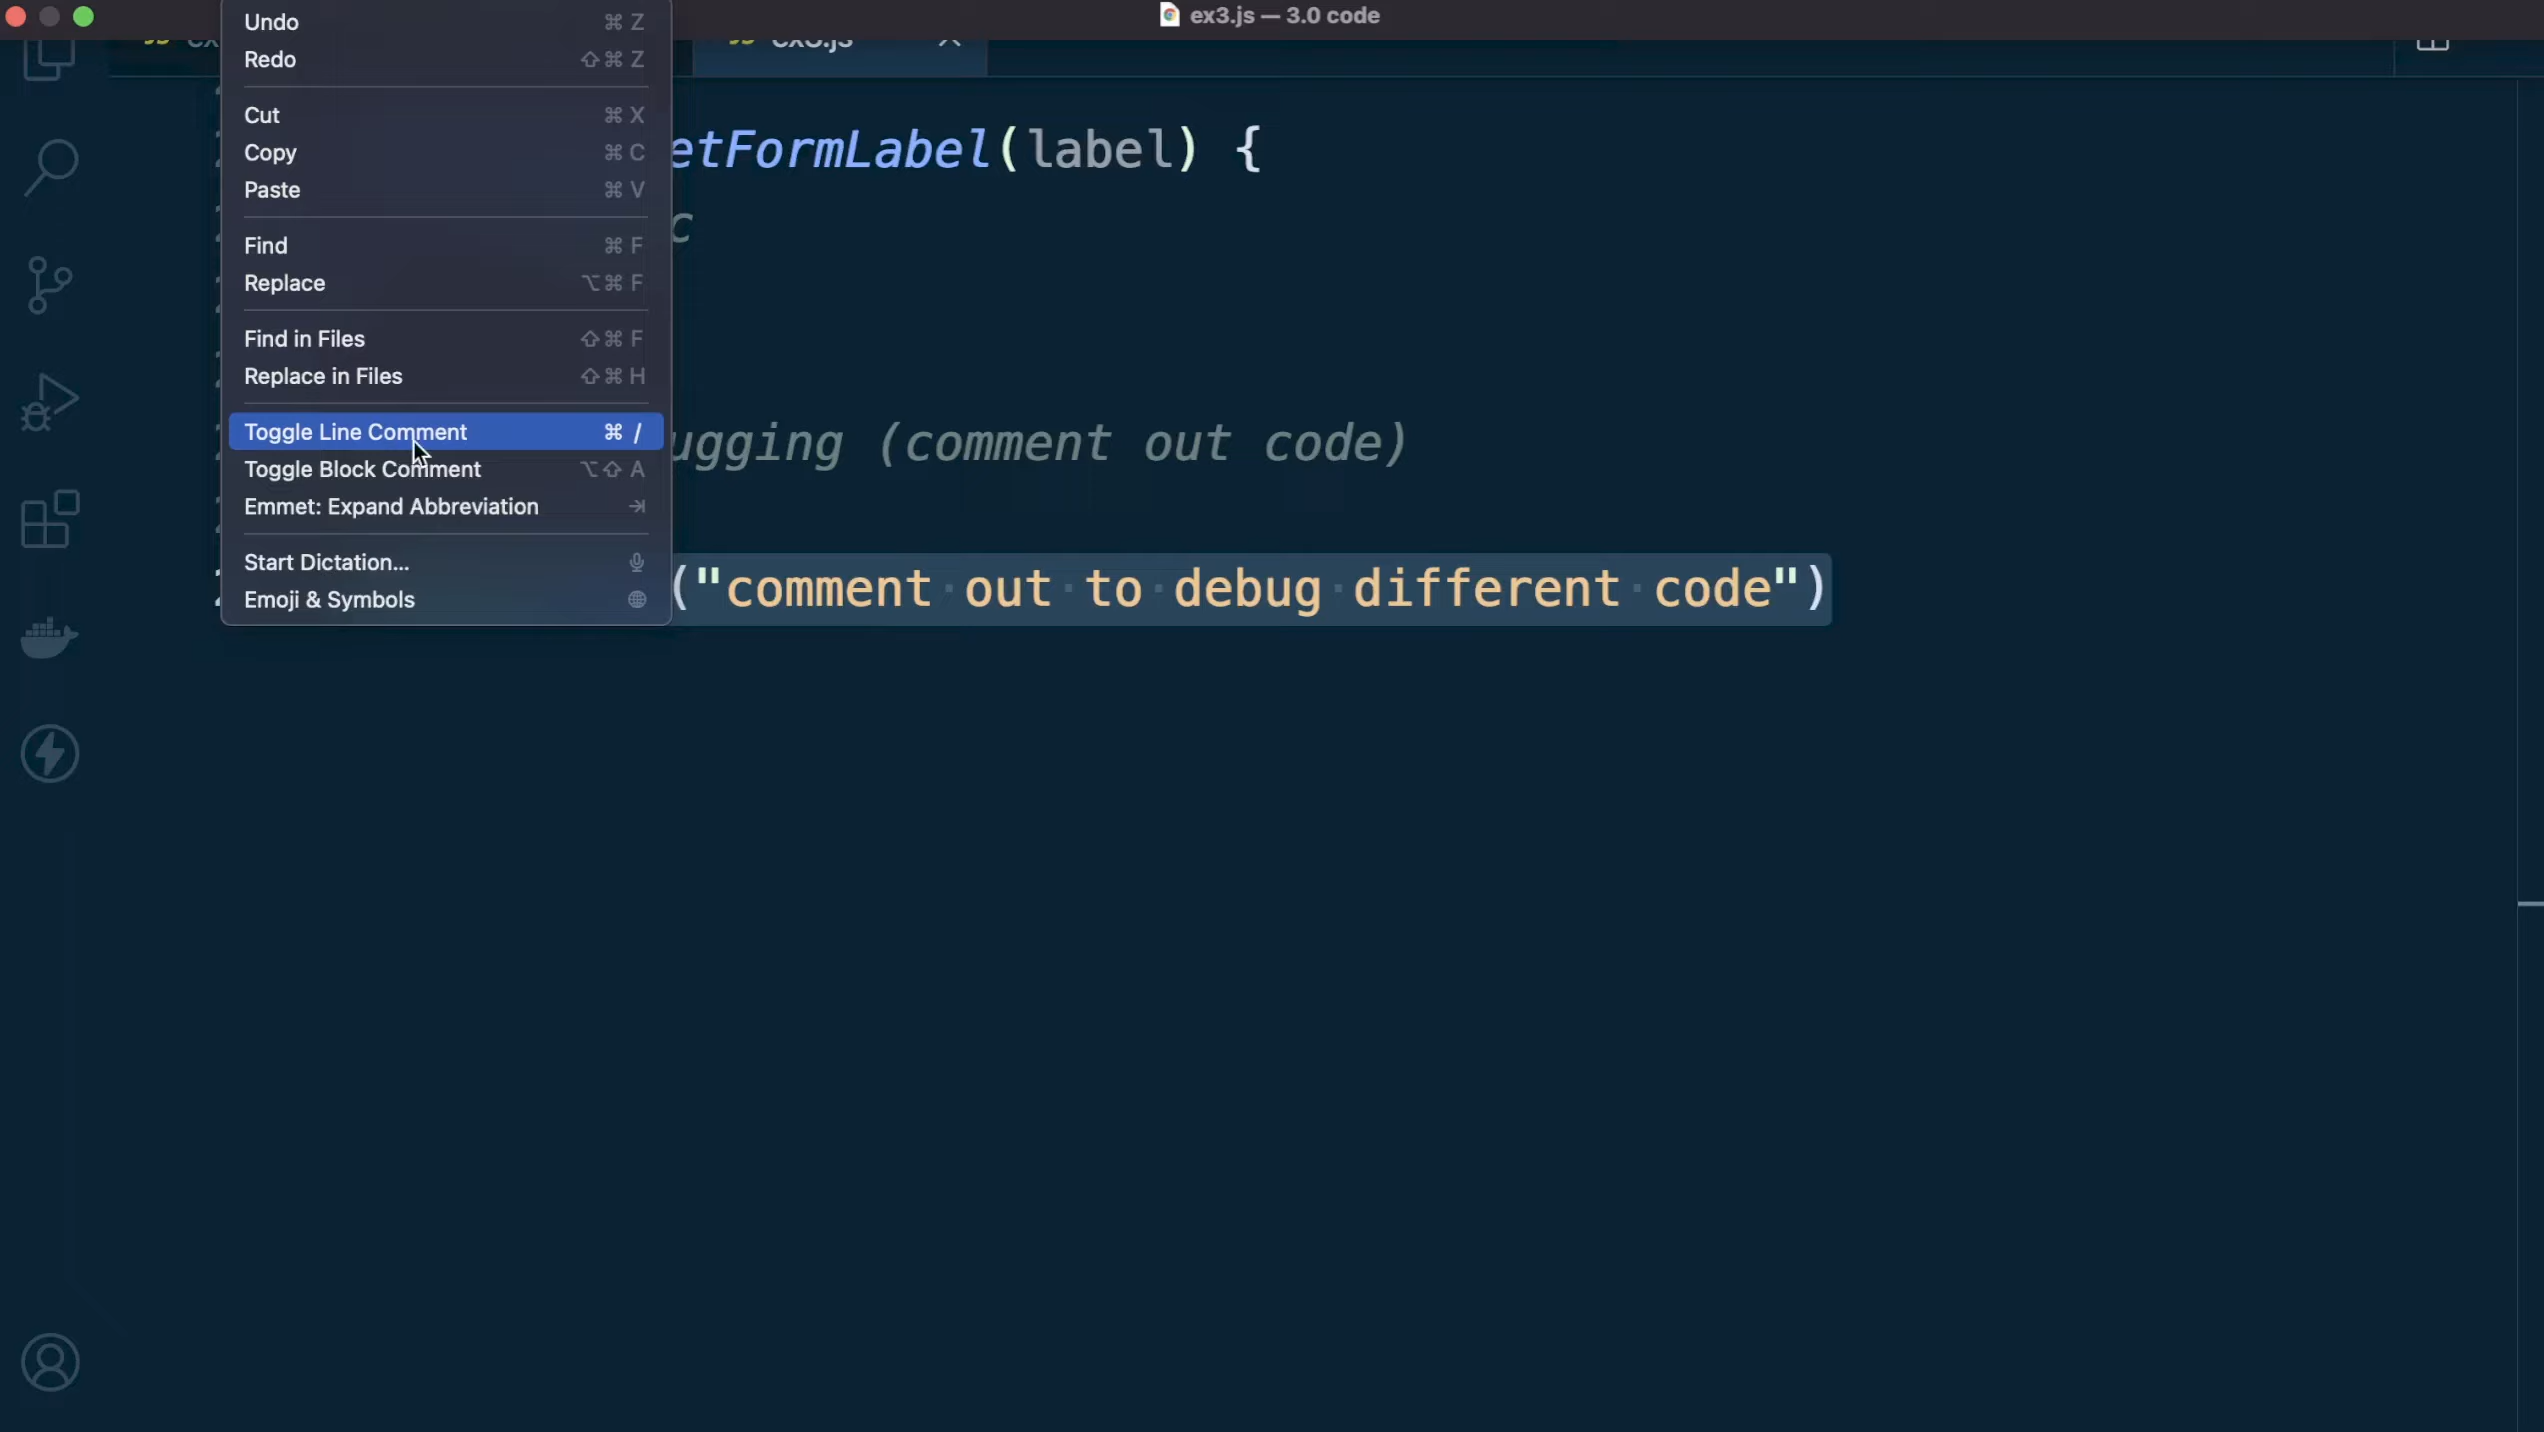 ex3.js — 3.0 code
Undo ⌘ Z
Redo ⇧ ⌘ Z
Cut ⌘ X
Copy ⌘ C
Paste ⌘ V
Find ⌘ F
Replace ⌥ ⌘ F
Find in Files ⇧ ⌘ F
Replace in Files ⇧ ⌘ H
Toggle Line Comment ⌘ /
Toggle Block Comment ⌥ ⇧ A
Emmet: Expand Abbreviation ⇥
Start Dictation...
Emoji & Symbols
etFormLabel(label) {
c
ugging (comment out code)
("comment out to debug different code")